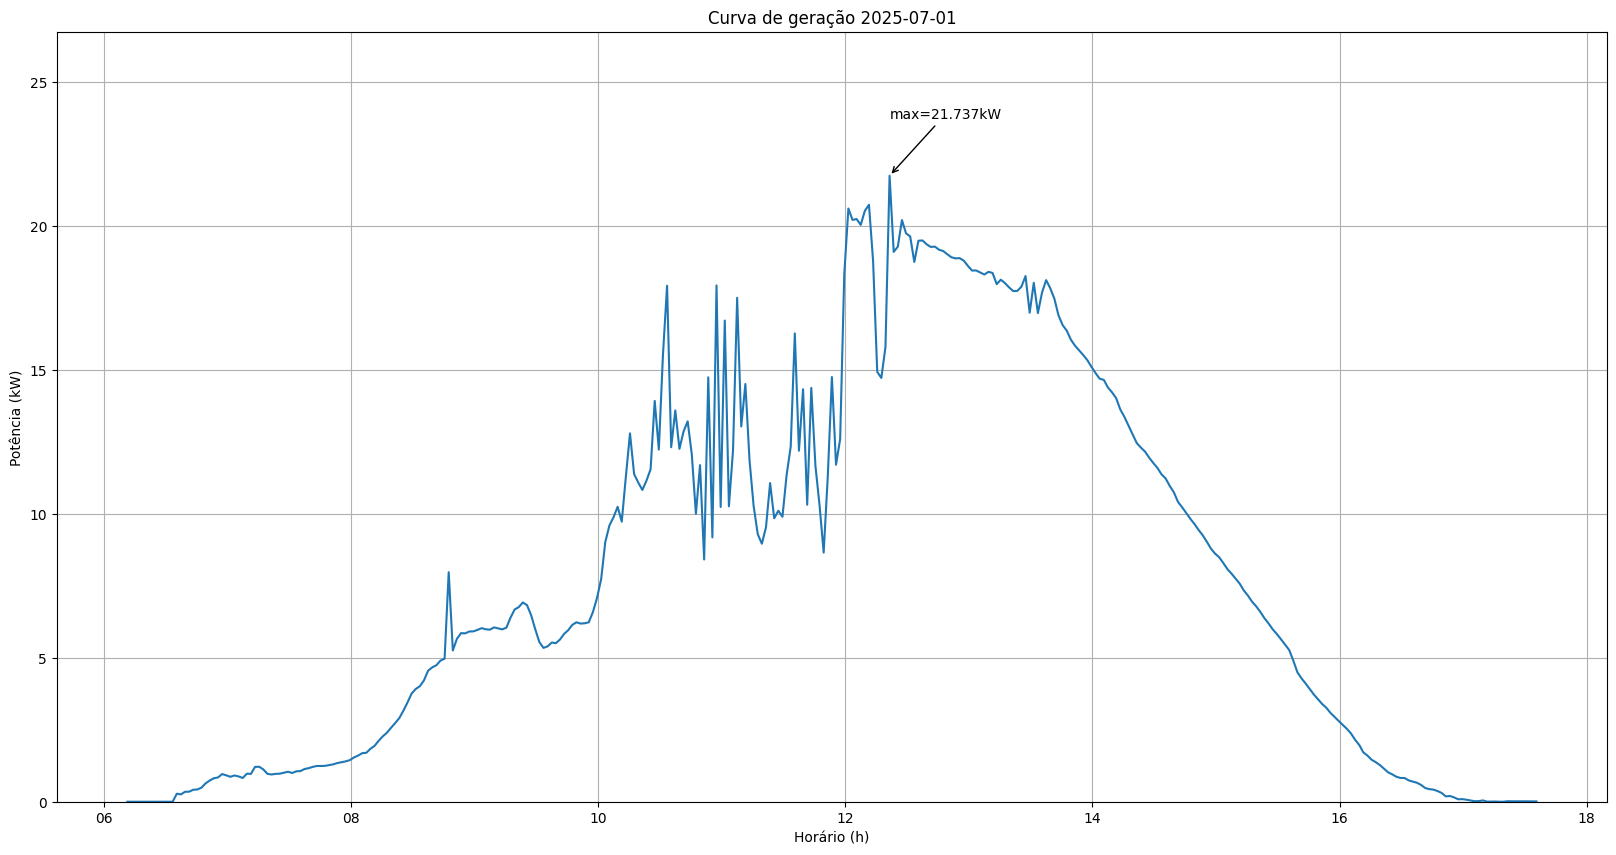 Curva de geração 2025-07-01
25
max=21.737kW
20
15
Potência (kW)
10
5
0
06 08 10 12 14 16 18
Horário (h)